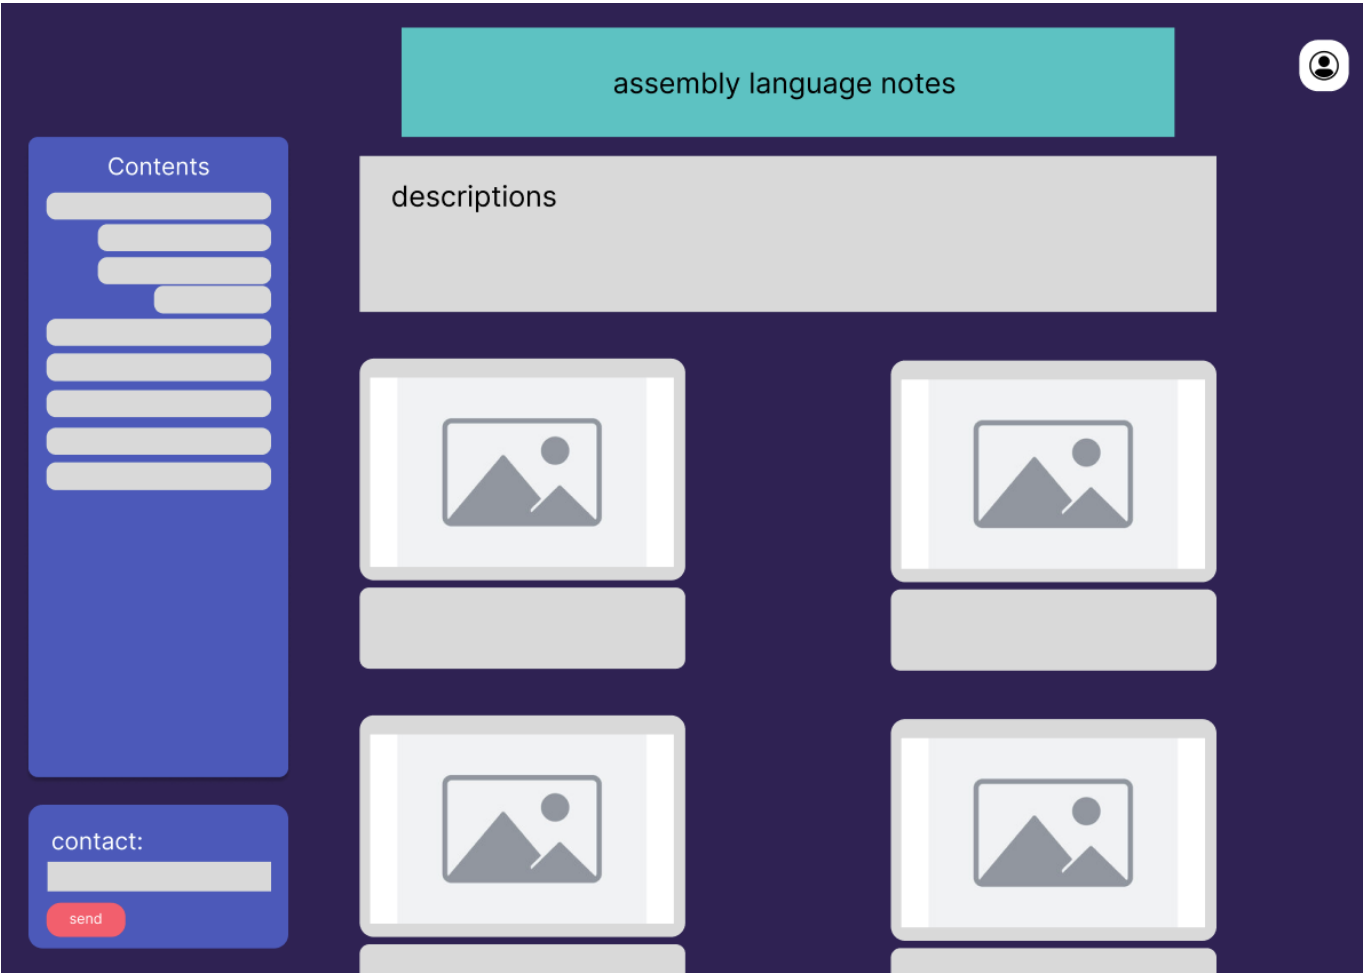 assembly language notes
Contents
descriptions
contact:
send